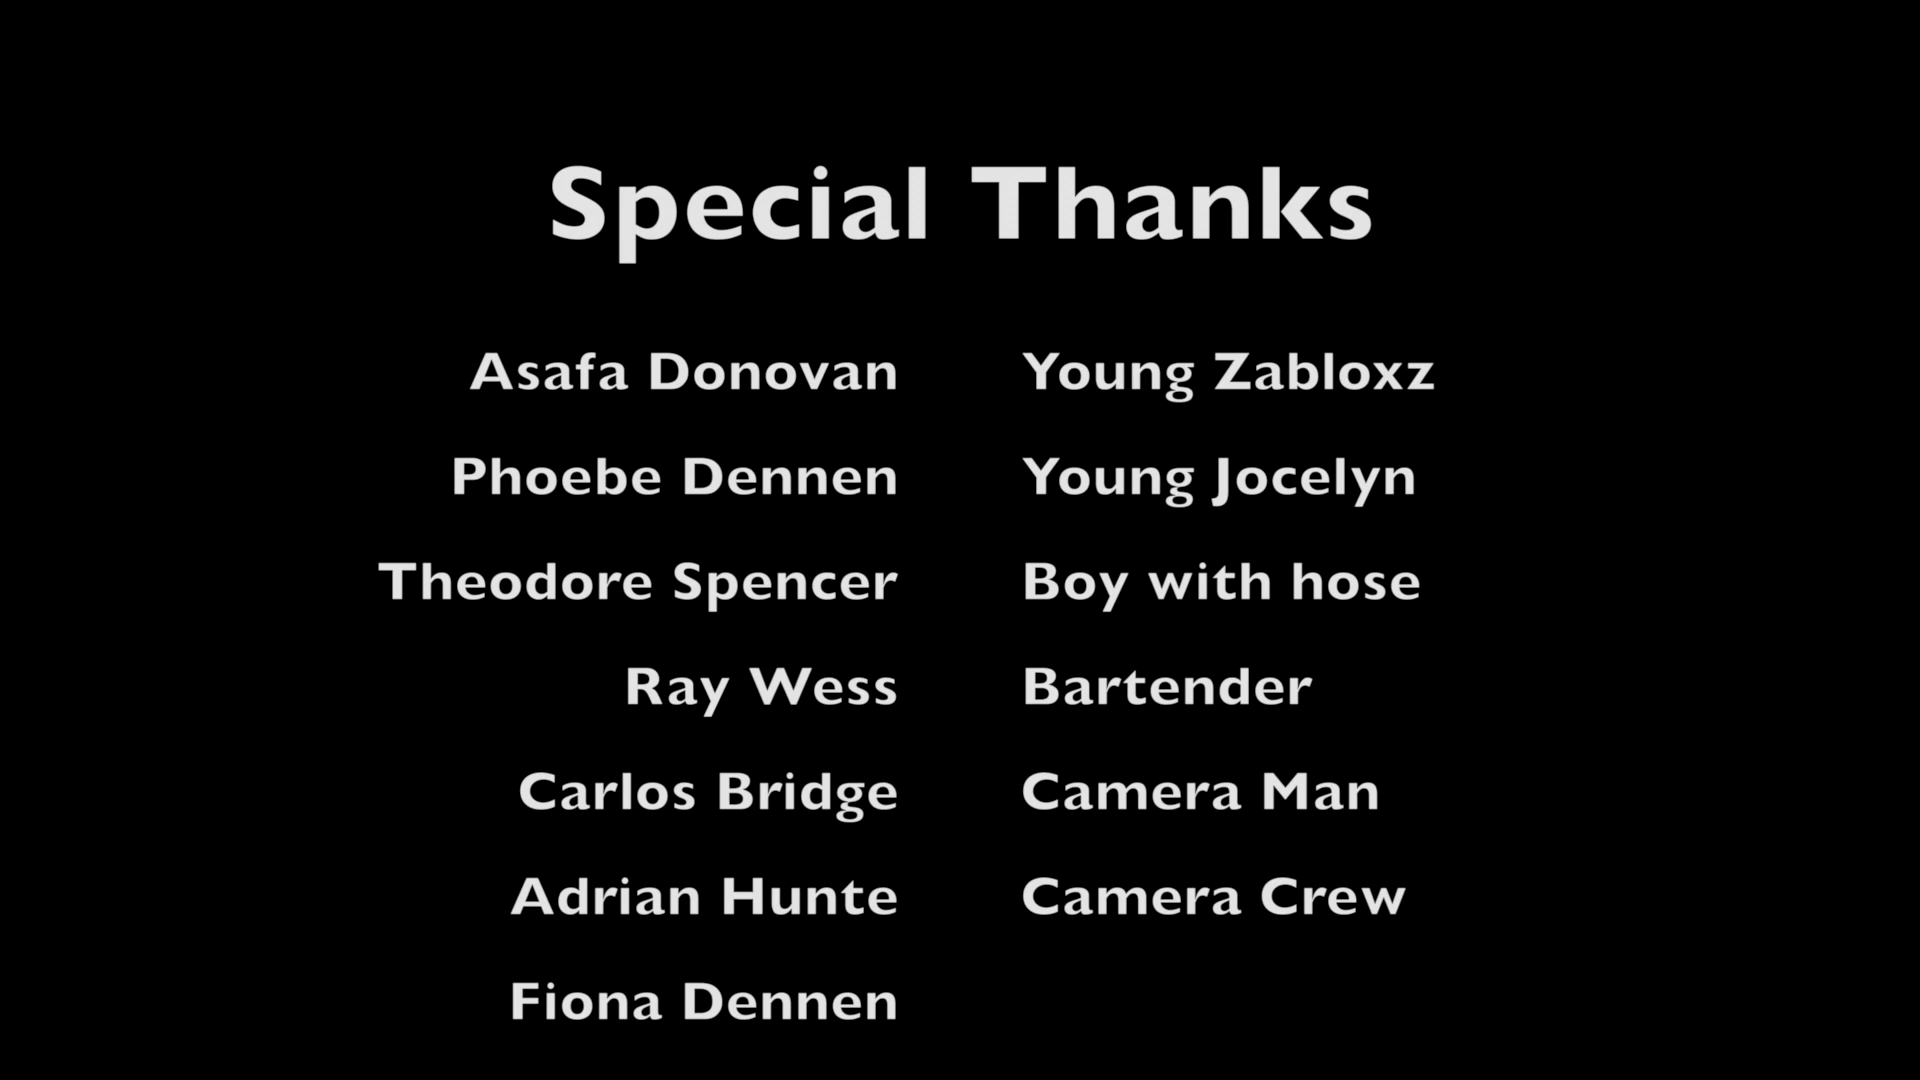 Special Thanks
Asafa Donovan Young Zabloxz
Phoebe Dennen Young Jocelyn
Theodore Spencer Boy with hose
Ray Wess Bartender
Carlos Bridge Camera Man
Adrian Hunte Camera Crew
Fiona Dennen